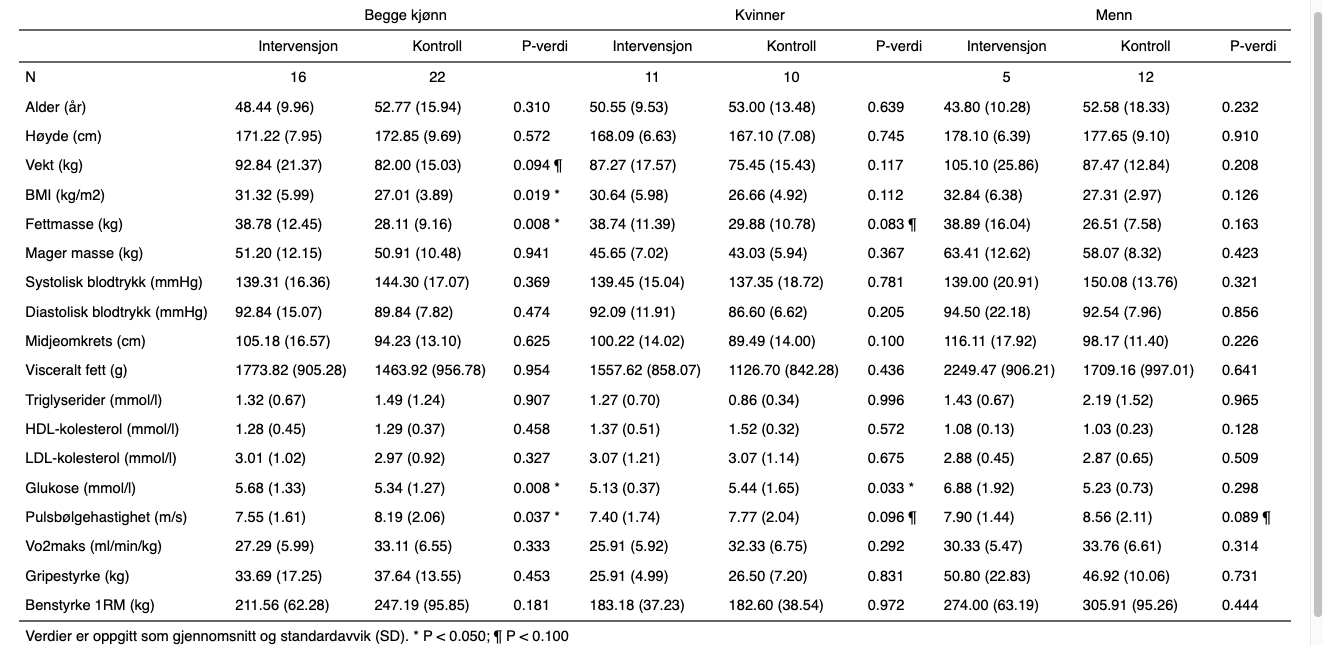 Begge kjønn Kvinner Menn
Intervensjon Kontroll P-verdi Intervensjon Kontroll P-verdi Intervensjon Kontroll P-verdi
N 16 22 11 10 5 12
Alder (år) 48.44 (9.96) 52.77 (15.94) 0.310 50.55 (9.53) 53.00 (13.48) 0.639 43.80 (10.28) 52.58 (18.33) 0.232
Høyde (cm) 171.22 (7.95) 172.85 (9.69) 0.572 168.09 (6.63) 167.10 (7.08) 0.745 178.10 (6.39) 177.65 (9.10) 0.910
Vekt (kg) 92.84 (21.37) 82.00 (15.03) 0.094 ¶ 87.27 (17.57) 75.45 (15.43) 0.117 105.10 (25.86) 87.47 (12.84) 0.208
BMI (kg/m2) 31.32 (5.99) 27.01 (3.89) 0.019 * 30.64 (5.98) 26.66 (4.92) 0.112 32.84 (6.38) 27.31 (2.97) 0.126
Fettmasse (kg) 38.78 (12.45) 28.11 (9.16) 0.008 * 38.74 (11.39) 29.88 (10.78) 0.083 ¶ 38.89 (16.04) 26.51 (7.58) 0.163
Mager masse (kg) 51.20 (12.15) 50.91 (10.48) 0.941 45.65 (7.02) 43.03 (5.94) 0.367 63.41 (12.62) 58.07 (8.32) 0.423
Systolisk blodtrykk (mmHg) 139.31 (16.36) 144.30 (17.07) 0.369 139.45 (15.04) 137.35 (18.72) 0.781 139.00 (20.91) 150.08 (13.76) 0.321
Diastolisk blodtrykk (mmHg) 92.84 (15.07) 89.84 (7.82) 0.474 92.09 (11.91) 86.60 (6.62) 0.205 94.50 (22.18) 92.54 (7.96) 0.856
Midjeomkrets (cm) 105.18 (16.57) 94.23 (13.10) 0.625 100.22 (14.02) 89.49 (14.00) 0.100 116.11 (17.92) 98.17 (11.40) 0.226
Visceralt fett (g) 1773.82 (905.28) 1463.92 (956.78) 0.954 1557.62 (858.07) 1126.70 (842.28) 0.436 2249.47 (906.21) 1709.16 (997.01) 0.641
Triglyserider (mmol/l) 1.32 (0.67) 1.49 (1.24) 0.907 1.27 (0.70) 0.86 (0.34) 0.996 1.43 (0.67) 2.19 (1.52) 0.965
HDL-kolesterol (mmol/l) 1.28 (0.45) 1.29 (0.37) 0.458 1.37 (0.51) 1.52 (0.32) 0.572 1.08 (0.13) 1.03 (0.23) 0.128
LDL-kolesterol (mmol/l) 3.01 (1.02) 2.97 (0.92) 0.327 3.07 (1.21) 3.07 (1.14) 0.675 2.88 (0.45) 2.87 (0.65) 0.509
Glukose (mmol/l) 5.68 (1.33) 5.34 (1.27) 0.008 * 5.13 (0.37) 5.44 (1.65) 0.033 * 6.88 (1.92) 5.23 (0.73) 0.298
Pulsbølgehastighet (m/s) 7.55 (1.61) 8.19 (2.06) 0.037 * 7.40 (1.74) 7.77 (2.04) 0.096 ¶ 7.90 (1.44) 8.56 (2.11) 0.089 ¶
Vo2maks (ml/min/kg) 27.29 (5.99) 33.11 (6.55) 0.333 25.91 (5.92) 32.33 (6.75) 0.292 30.33 (5.47) 33.76 (6.61) 0.314
Gripestyrke (kg) 33.69 (17.25) 37.64 (13.55) 0.453 25.91 (4.99) 26.50 (7.20) 0.831 50.80 (22.83) 46.92 (10.06) 0.731
Benstyrke 1RM (kg) 211.56 (62.28) 247.19 (95.85) 0.181 183.18 (37.23) 182.60 (38.54) 0.972 274.00 (63.19) 305.91 (95.26) 0.444
Verdier er oppgitt som gjennomsnitt og standardavvik (SD). * P < 0.050; ¶ P < 0.100